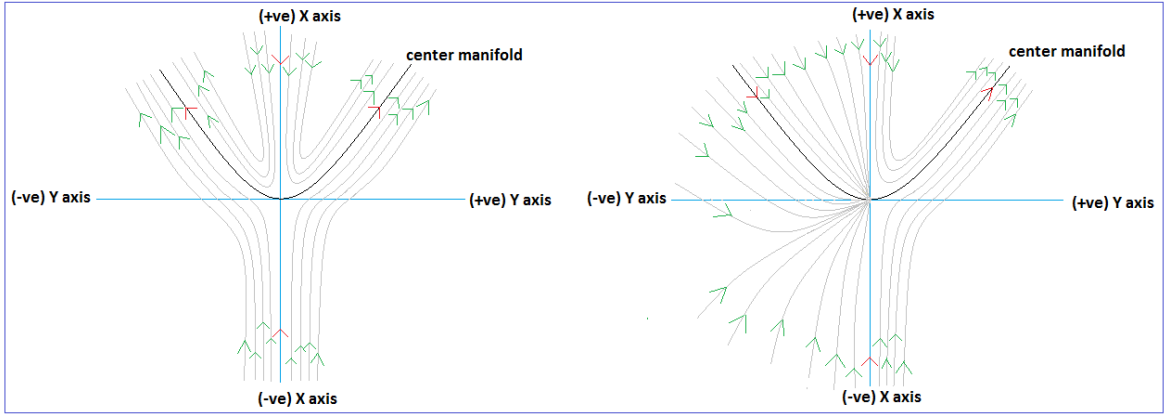 (+ve) X axis
center manifold
(-ve) Y axis
(+ve) Y axis
(-ve) X axis
(+ve) X axis
center manifold
(-ve) Y axis
(+ve) Y axis
(-ve) X axis